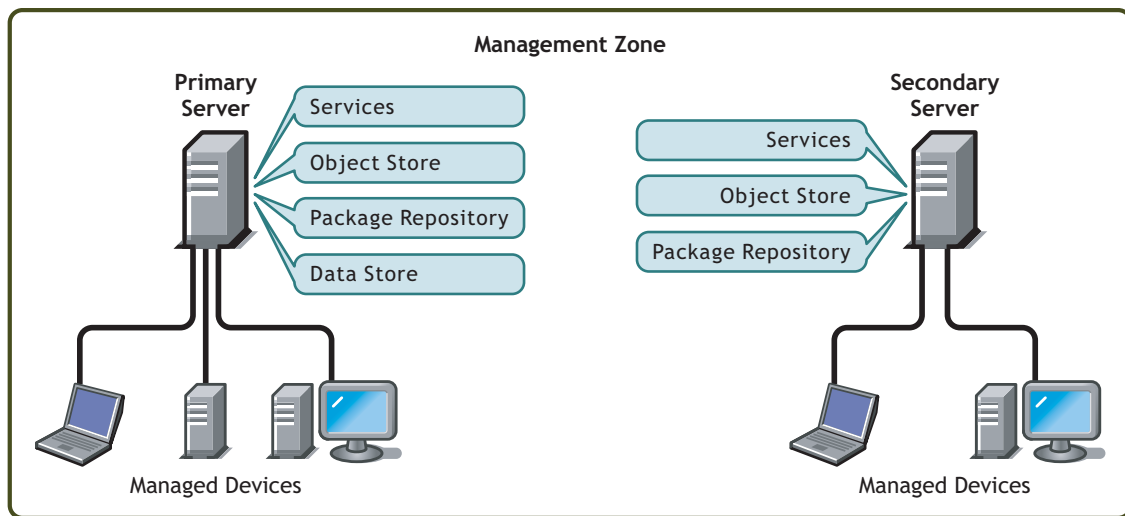 Management Zone
Primary
Server
Services
Object Store
Package Repository
Data Store
Managed Devices
Secondary
Server
Services
Object Store
Package Repository
Managed Devices